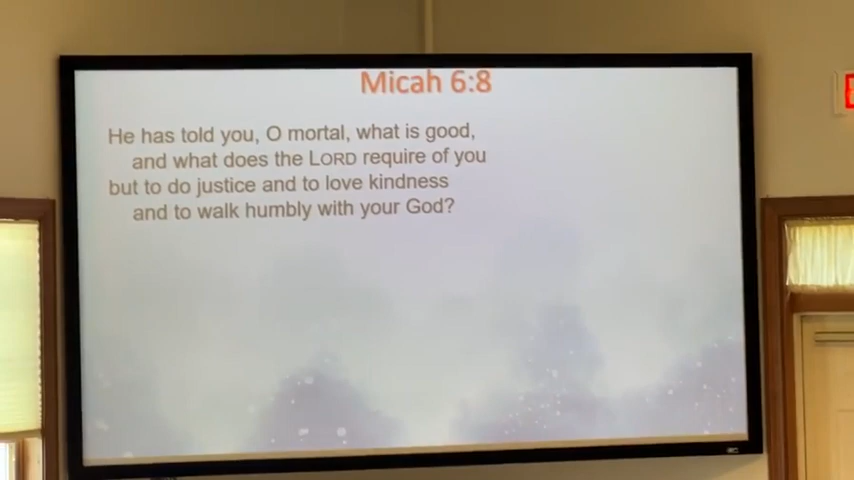 Micah 6:8
He has told you, O mortal, what is good,
and what does the LORD require of you
but to do justice and to love kindness
and to walk humbly with your God?